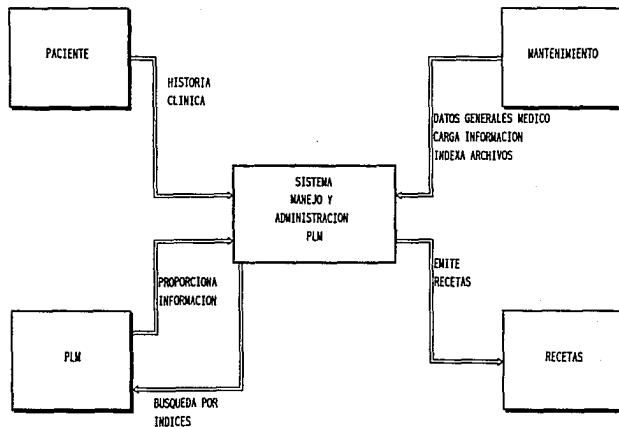 PACIENTE
MANTENIMIENTO
HISTORIA
CLINICA
DATOS GENERALES MEDICO
CARGA INFORMACION
INDEXA ARCHIVOS
SISTEMA
MANEJO Y
ADMINISTRACION
PLM
PROPORCIONA
INFORMACION
EMITE
RECETAS
PLM
RECETAS
BUSQUEDA POR
INDICES